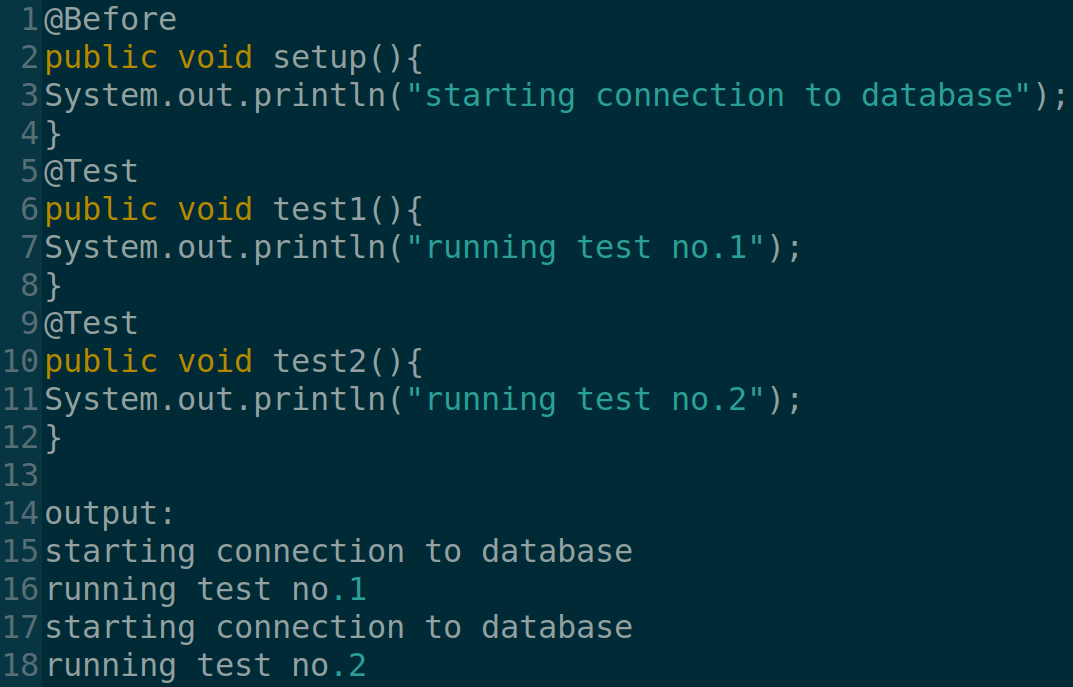 1 @Before
2 public void setup(){
3 System.out.println("starting connection to database");
4 }
5 @Test
6 public void test1(){
7 System.out.println("running test no.1");
8 }
9 @Test
10 public void test2(){
11 System.out.println("running test no.2");
12 }
13
14 output:
15 starting connection to database
16 running test no.1
17 starting connection to database
18 running test no.2